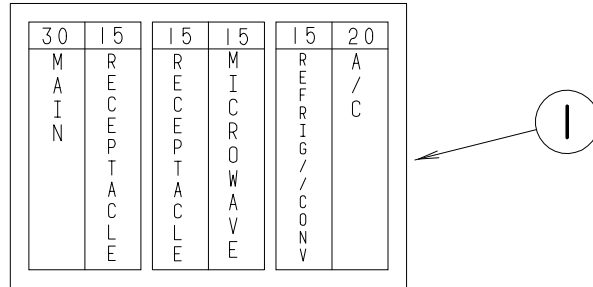 30 15 15 15 15 20
MAIN
RECEPTACLE
RECEPTACLE
MICROWAVE
REFRIG//CONV
A/C
1